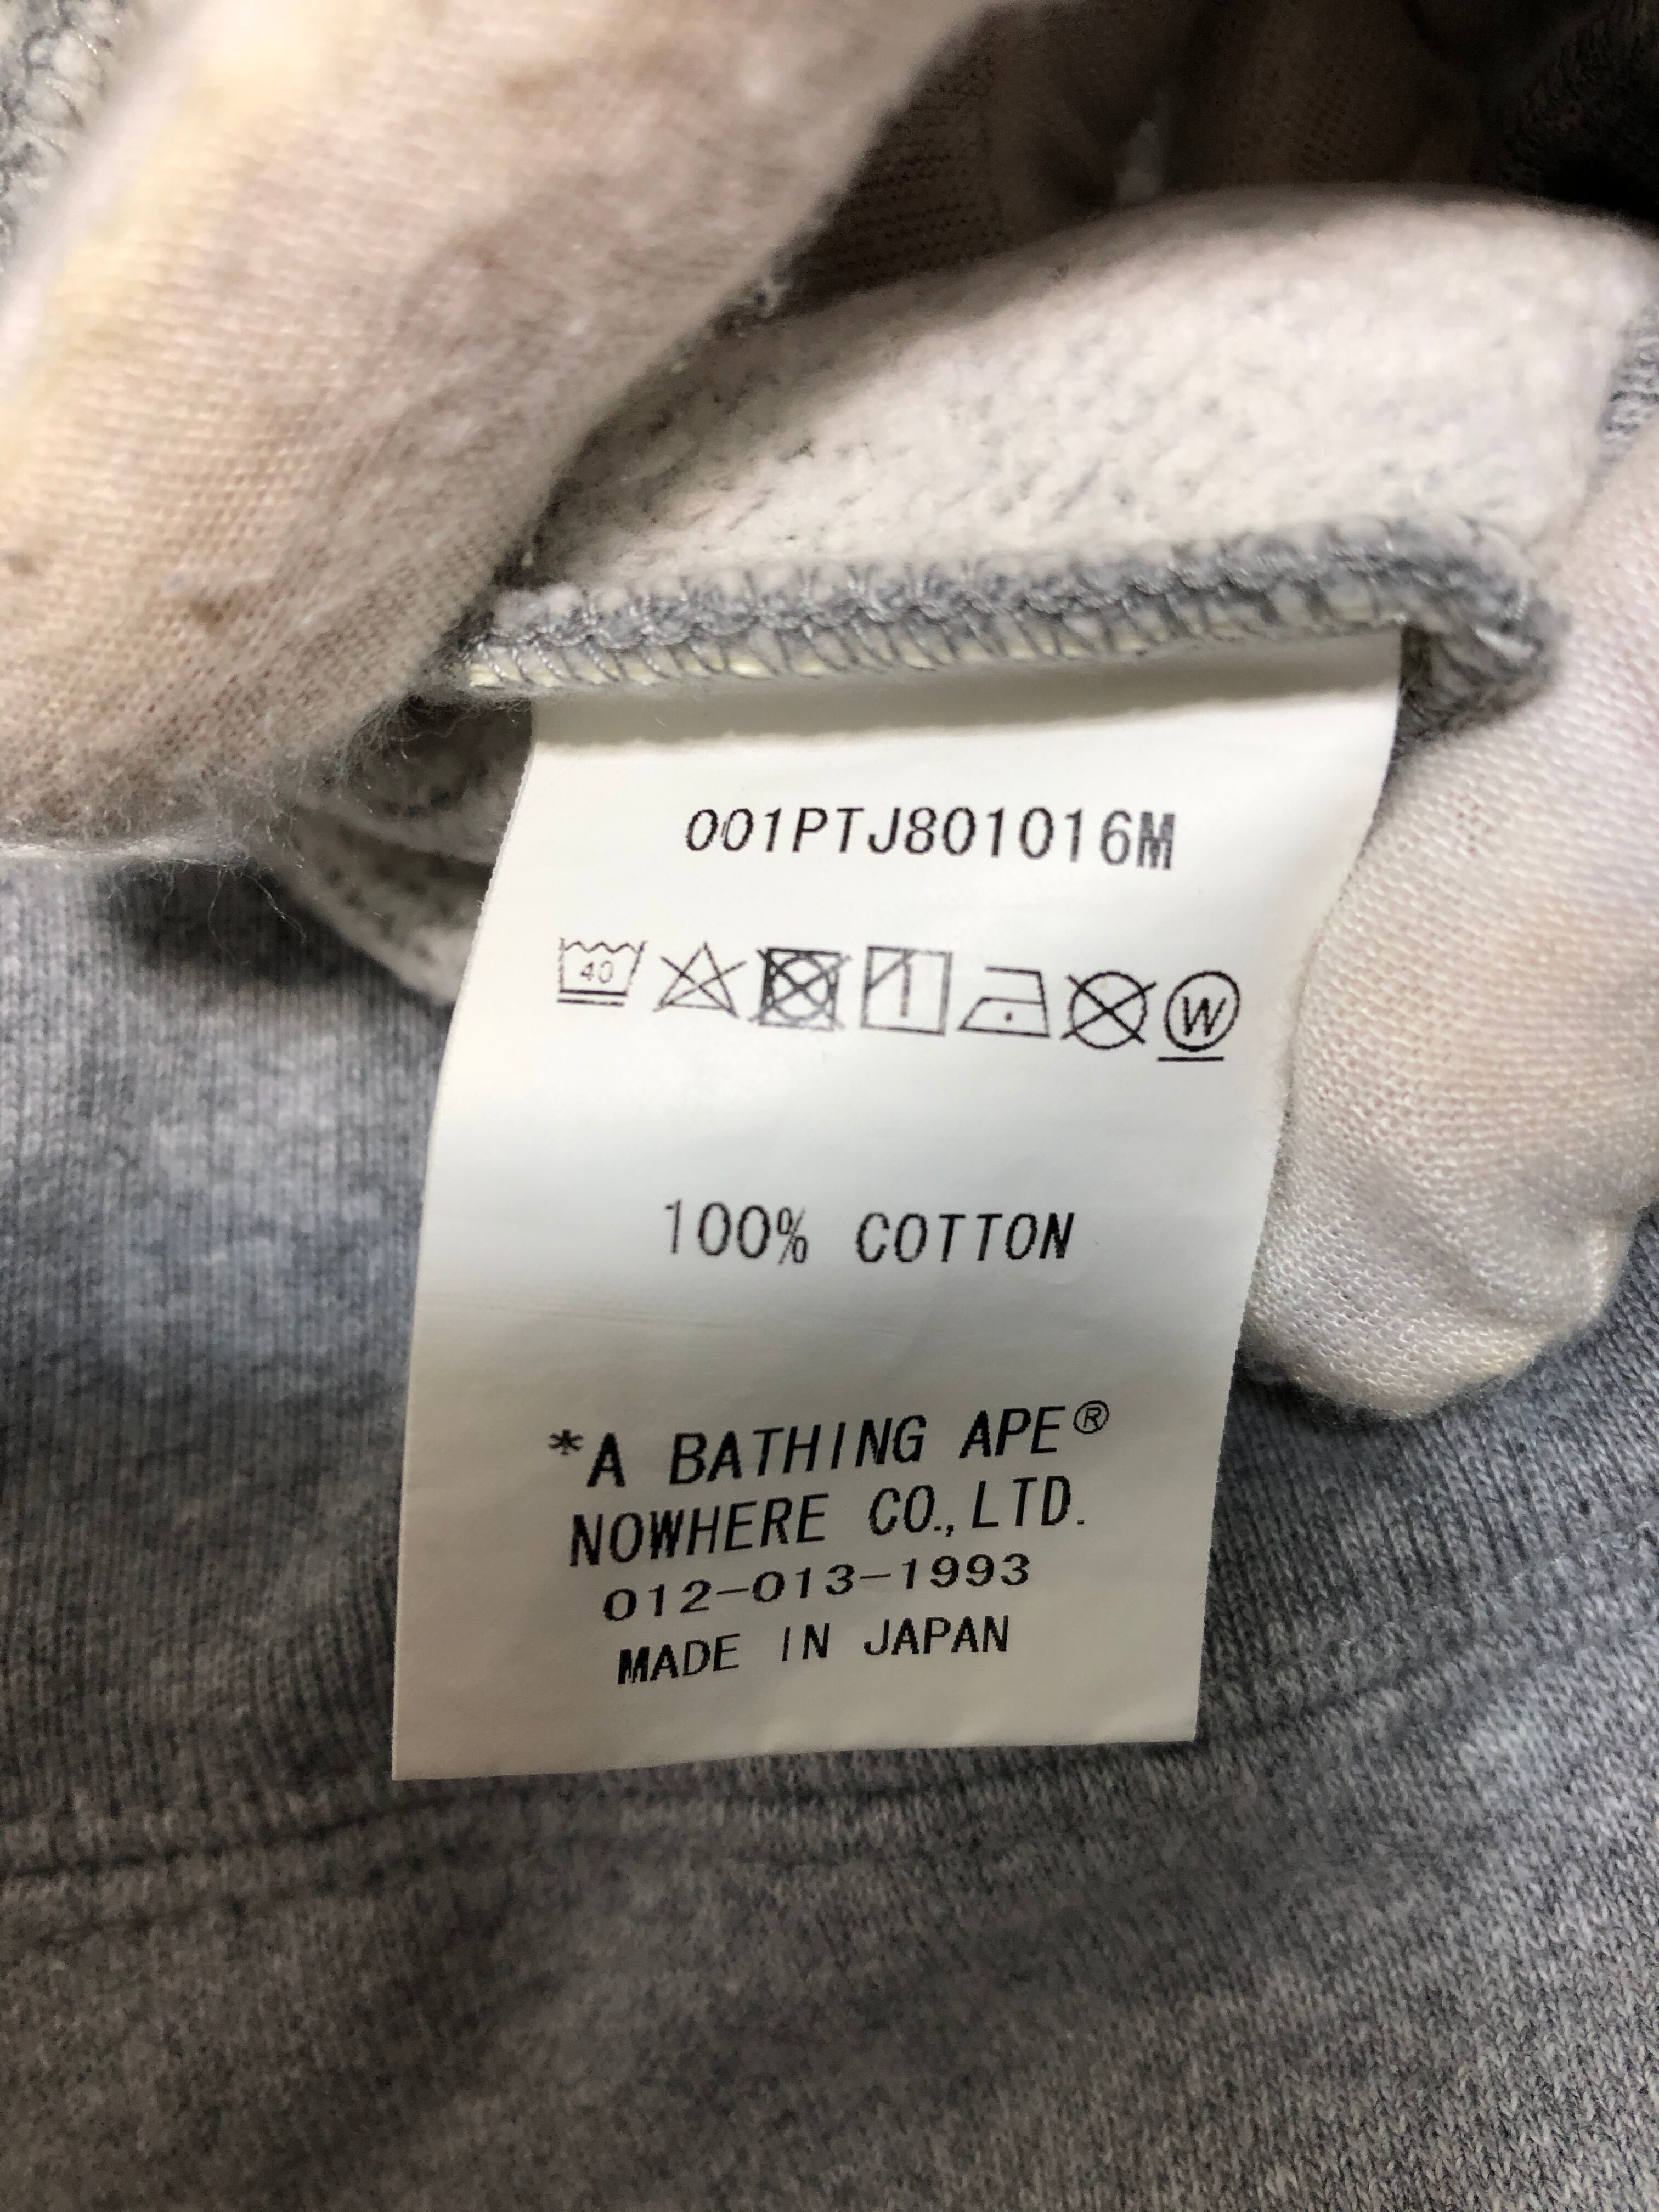 001PTJ801016M
40
W
100% COTTON
*A BATHING APE®
NOWHERE CO.,LTD.
012-013-1993
MADE IN JAPAN